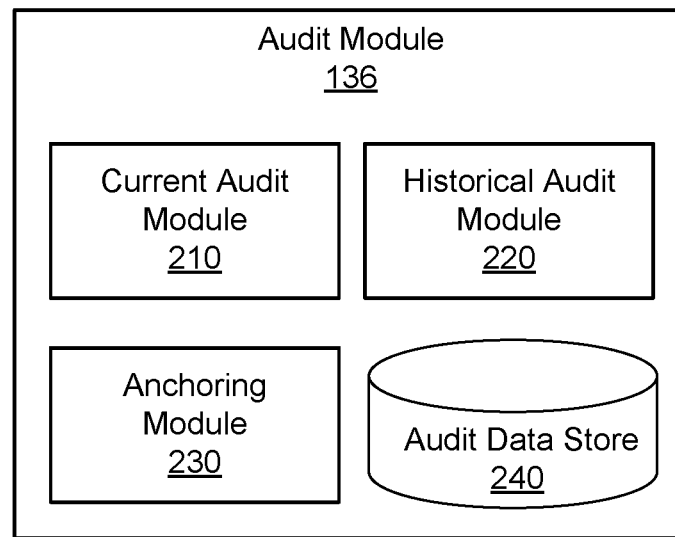 Audit Module
136
Current Audit
Module
210
Historical Audit
Module
220
Anchoring
Module
230
Audit Data Store
240